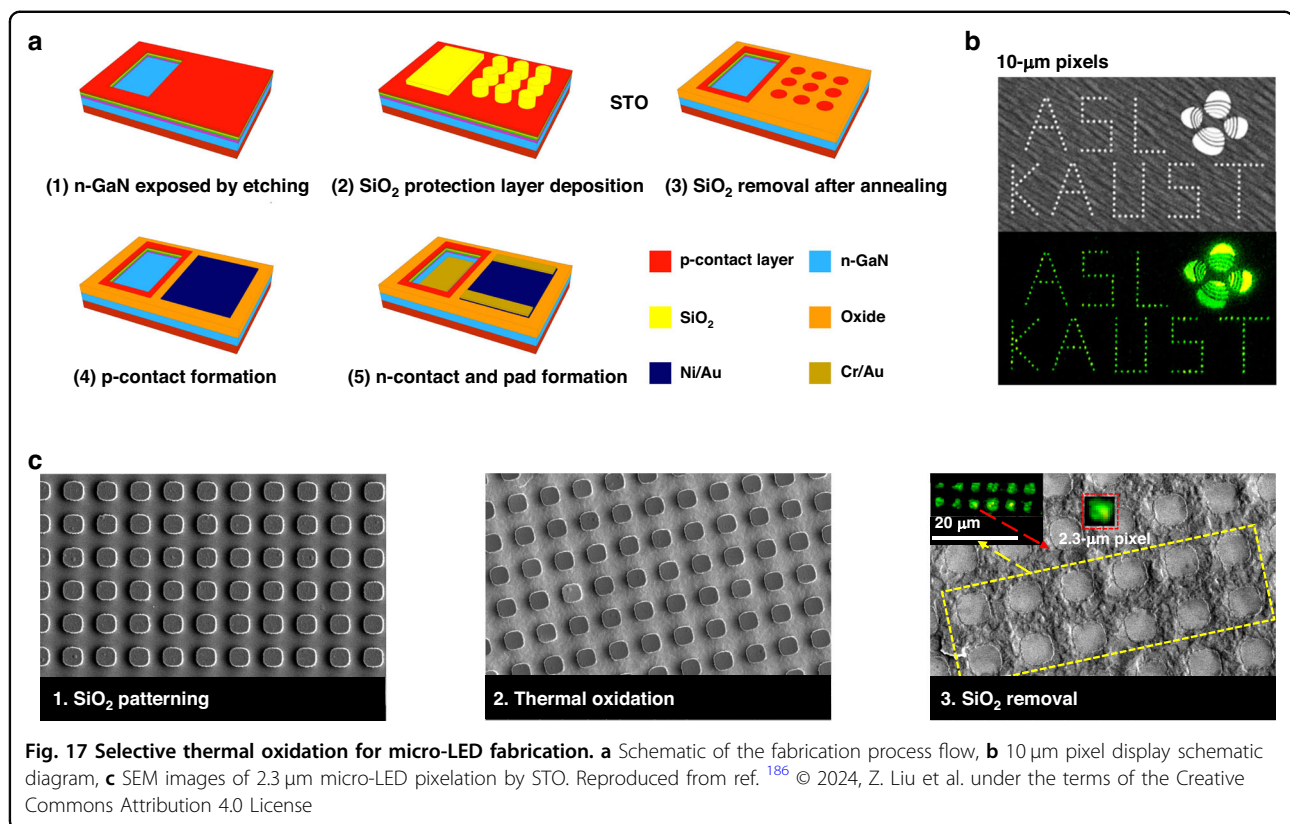 a
STO
(1) n-GaN exposed by etching
(2) SiO₂ protection layer deposition
(3) SiO₂ removal after annealing
(4) p-contact formation
(5) n-contact and pad formation
p-contact layer
n-GaN
SiO₂
Oxide
Ni/Au
Cr/Au
b
10-μm pixels
ASL
KAUST
ASL
KAUST
c
1. SiO₂ patterning
2. Thermal oxidation
20 μm
2.3-μm pixel
3. SiO₂ removal
Fig. 17 Selective thermal oxidation for micro-LED fabrication. a Schematic of the fabrication process flow, b 10 μm pixel display schematic
diagram, c SEM images of 2.3 μm micro-LED pixelation by STO. Reproduced from ref. ¹⁸⁶ © 2024, Z. Liu et al. under the terms of the Creative
Commons Attribution 4.0 License